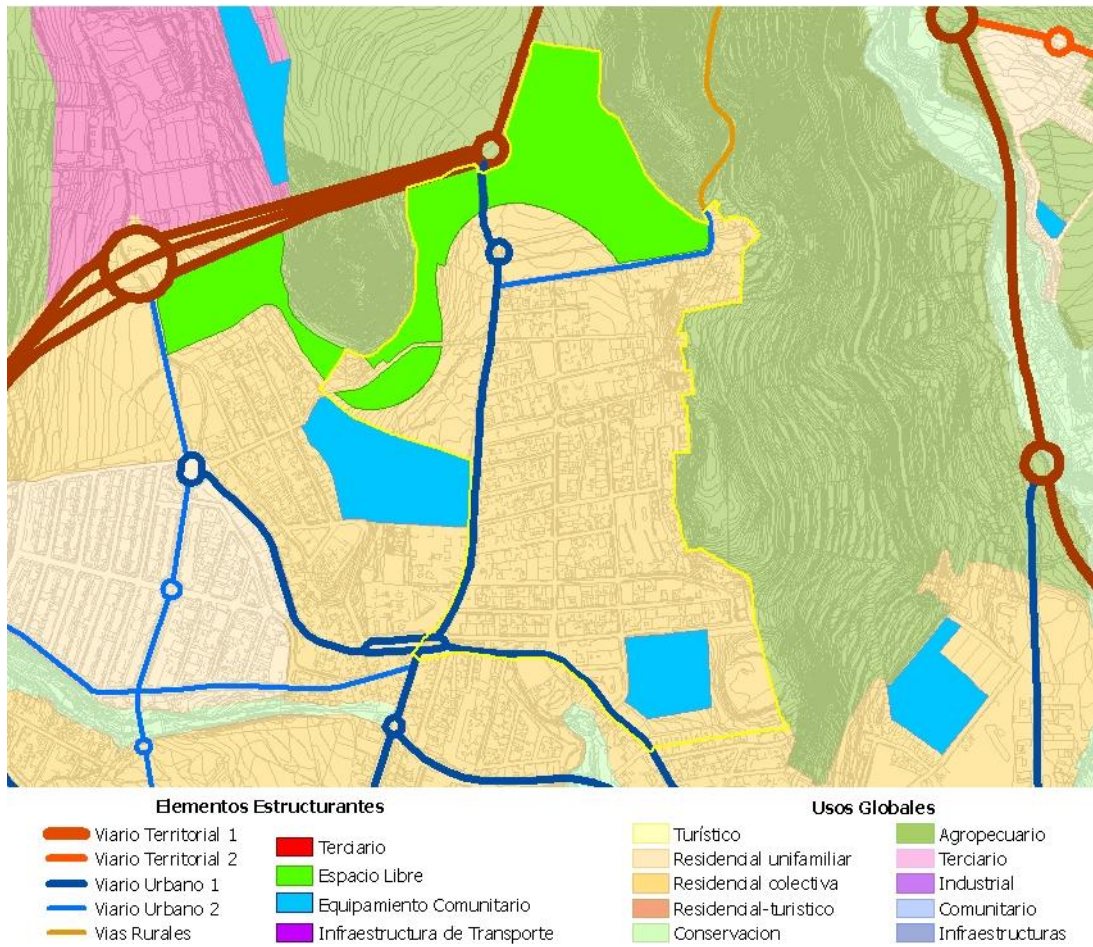 Elementos Estructurantes
Viario Territorial 1
Viario Territorial 2
Viario Urbano 1
Viario Urbano 2
Vias Rurales
Terciario
Espacio Libre
Equipamiento Comunitario
Infraestructura de Transporte
Usos Globales
Turístico
Residencial unifamiliar
Residencial colectiva
Residencial-turistico
Conservacion
Agropecuario
Terciario
Industrial
Comunitario
Infraestructuras